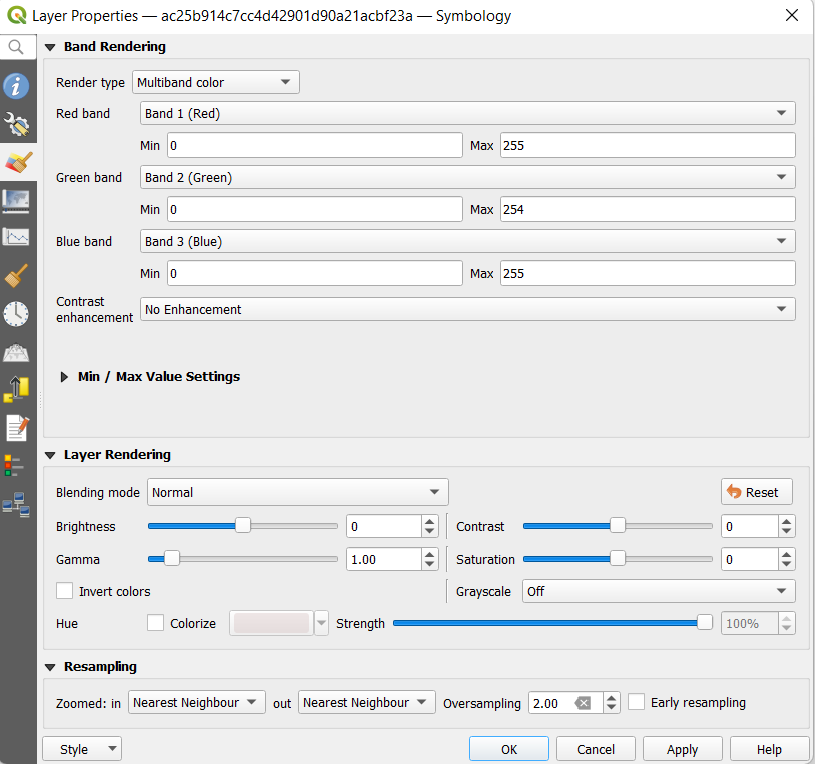 Layer Properties — ac25b914c7cc4d42901d90a21acbf23a — Symbology
Band Rendering
Render type Multiband color
Red band Band 1 (Red)
Min 0 Max 255
Green band Band 2 (Green)
Min 0 Max 254
Blue band Band 3 (Blue)
Min 0 Max 255
Contrast
enhancement No Enhancement
Min / Max Value Settings
Layer Rendering
Blending mode Normal Reset
Brightness 0 Contrast 0
Gamma 1.00 Saturation 0
Invert colors Grayscale Off
Hue Colorize Strength 100%
Resampling
Zoomed: in Nearest Neighbour out Nearest Neighbour Oversampling 2.00 Early resampling
Style OK Cancel Apply Help